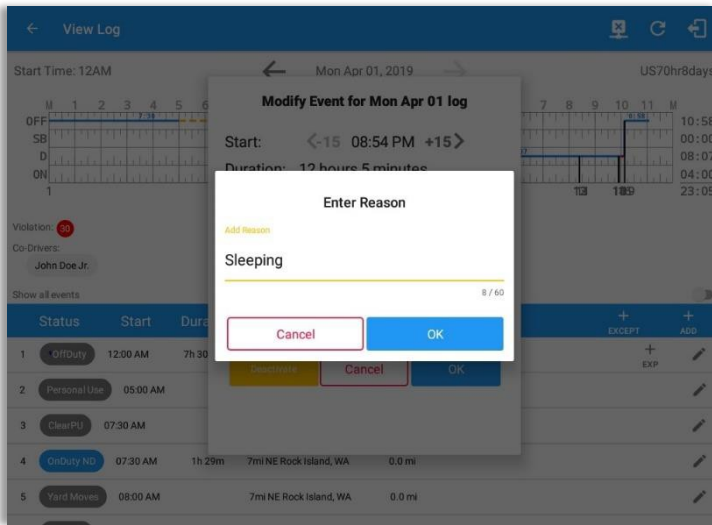 View Log
Start Time: 12AM
Mon Apr 01, 2019
US70hr8days
M 1 2 3 4 5 6 7 8 9 10 11 M
OFF 7:30 0:58 10:58
SB 00:00
D 08:07
ON 04:00
1 23:05
Violation: 30
Co-Drivers:
John Doe Jr.
Show all events
Modify Event for Mon Apr 01 log
Start: -15 08:54 PM +15
Duration: 12 hours 5 minutes
Enter Reason
Add Reason
Sleeping
8 / 60
Cancel OK
Deactivate Cancel OK
Status Start Dura + EXCEPT + ADD
1 OffDuty 12:00 AM 7h 30 + EXP
2 Personal Use 05:00 AM
3 ClearPU 07:30 AM
4 OnDuty ND 07:30 AM 1h 29m 7mi NE Rock Island, WA 0.0 mi
5 Yard Moves 08:00 AM 7mi NE Rock Island, WA 0.0 mi